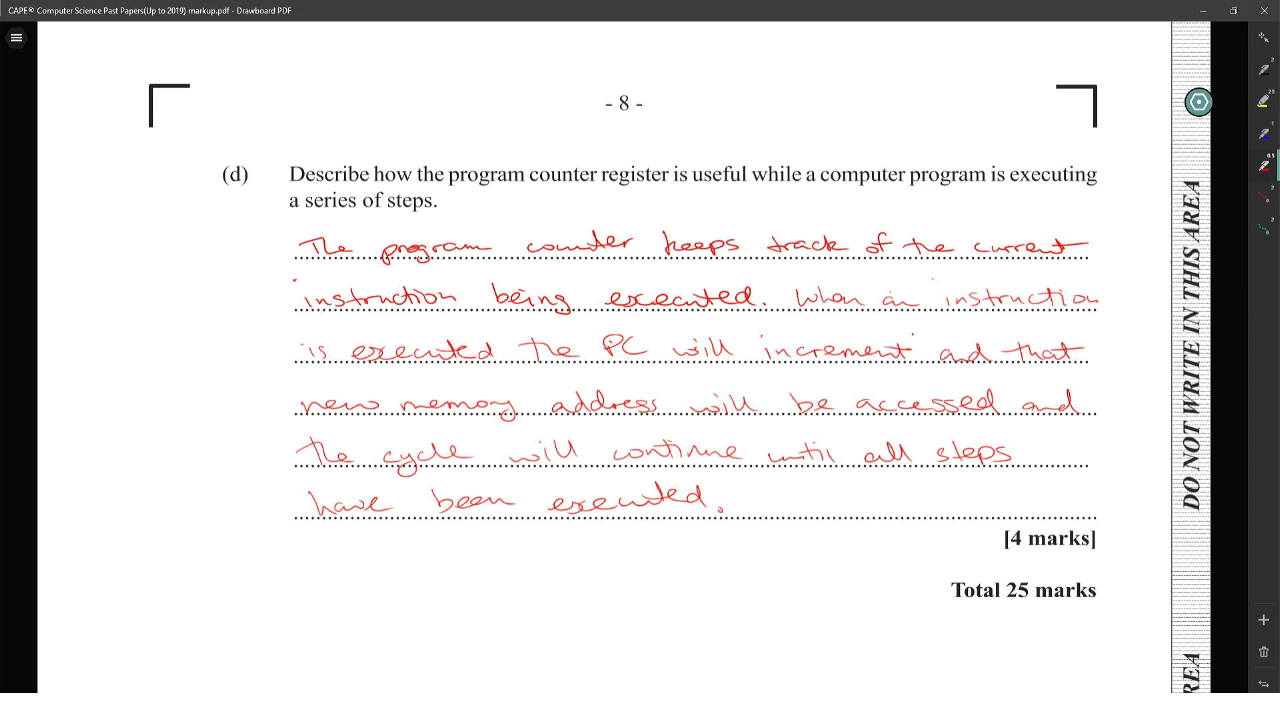 CAPE® Computer Science Past Papers(Up to 2019) markup.pdf - Drawboard PDF
- 8 -
(d) Describe how the program counter register is useful while a computer program is executing
a series of steps.
The program counter keeps track of the current
instruction being executed. When an instruction
is executed the PC will increment and that
new memory address will be accessed and
the cycle will continue until all steps
have been executed.
[4 marks]
Total 25 marks
DO NOT WRITE IN THIS AREA
REA